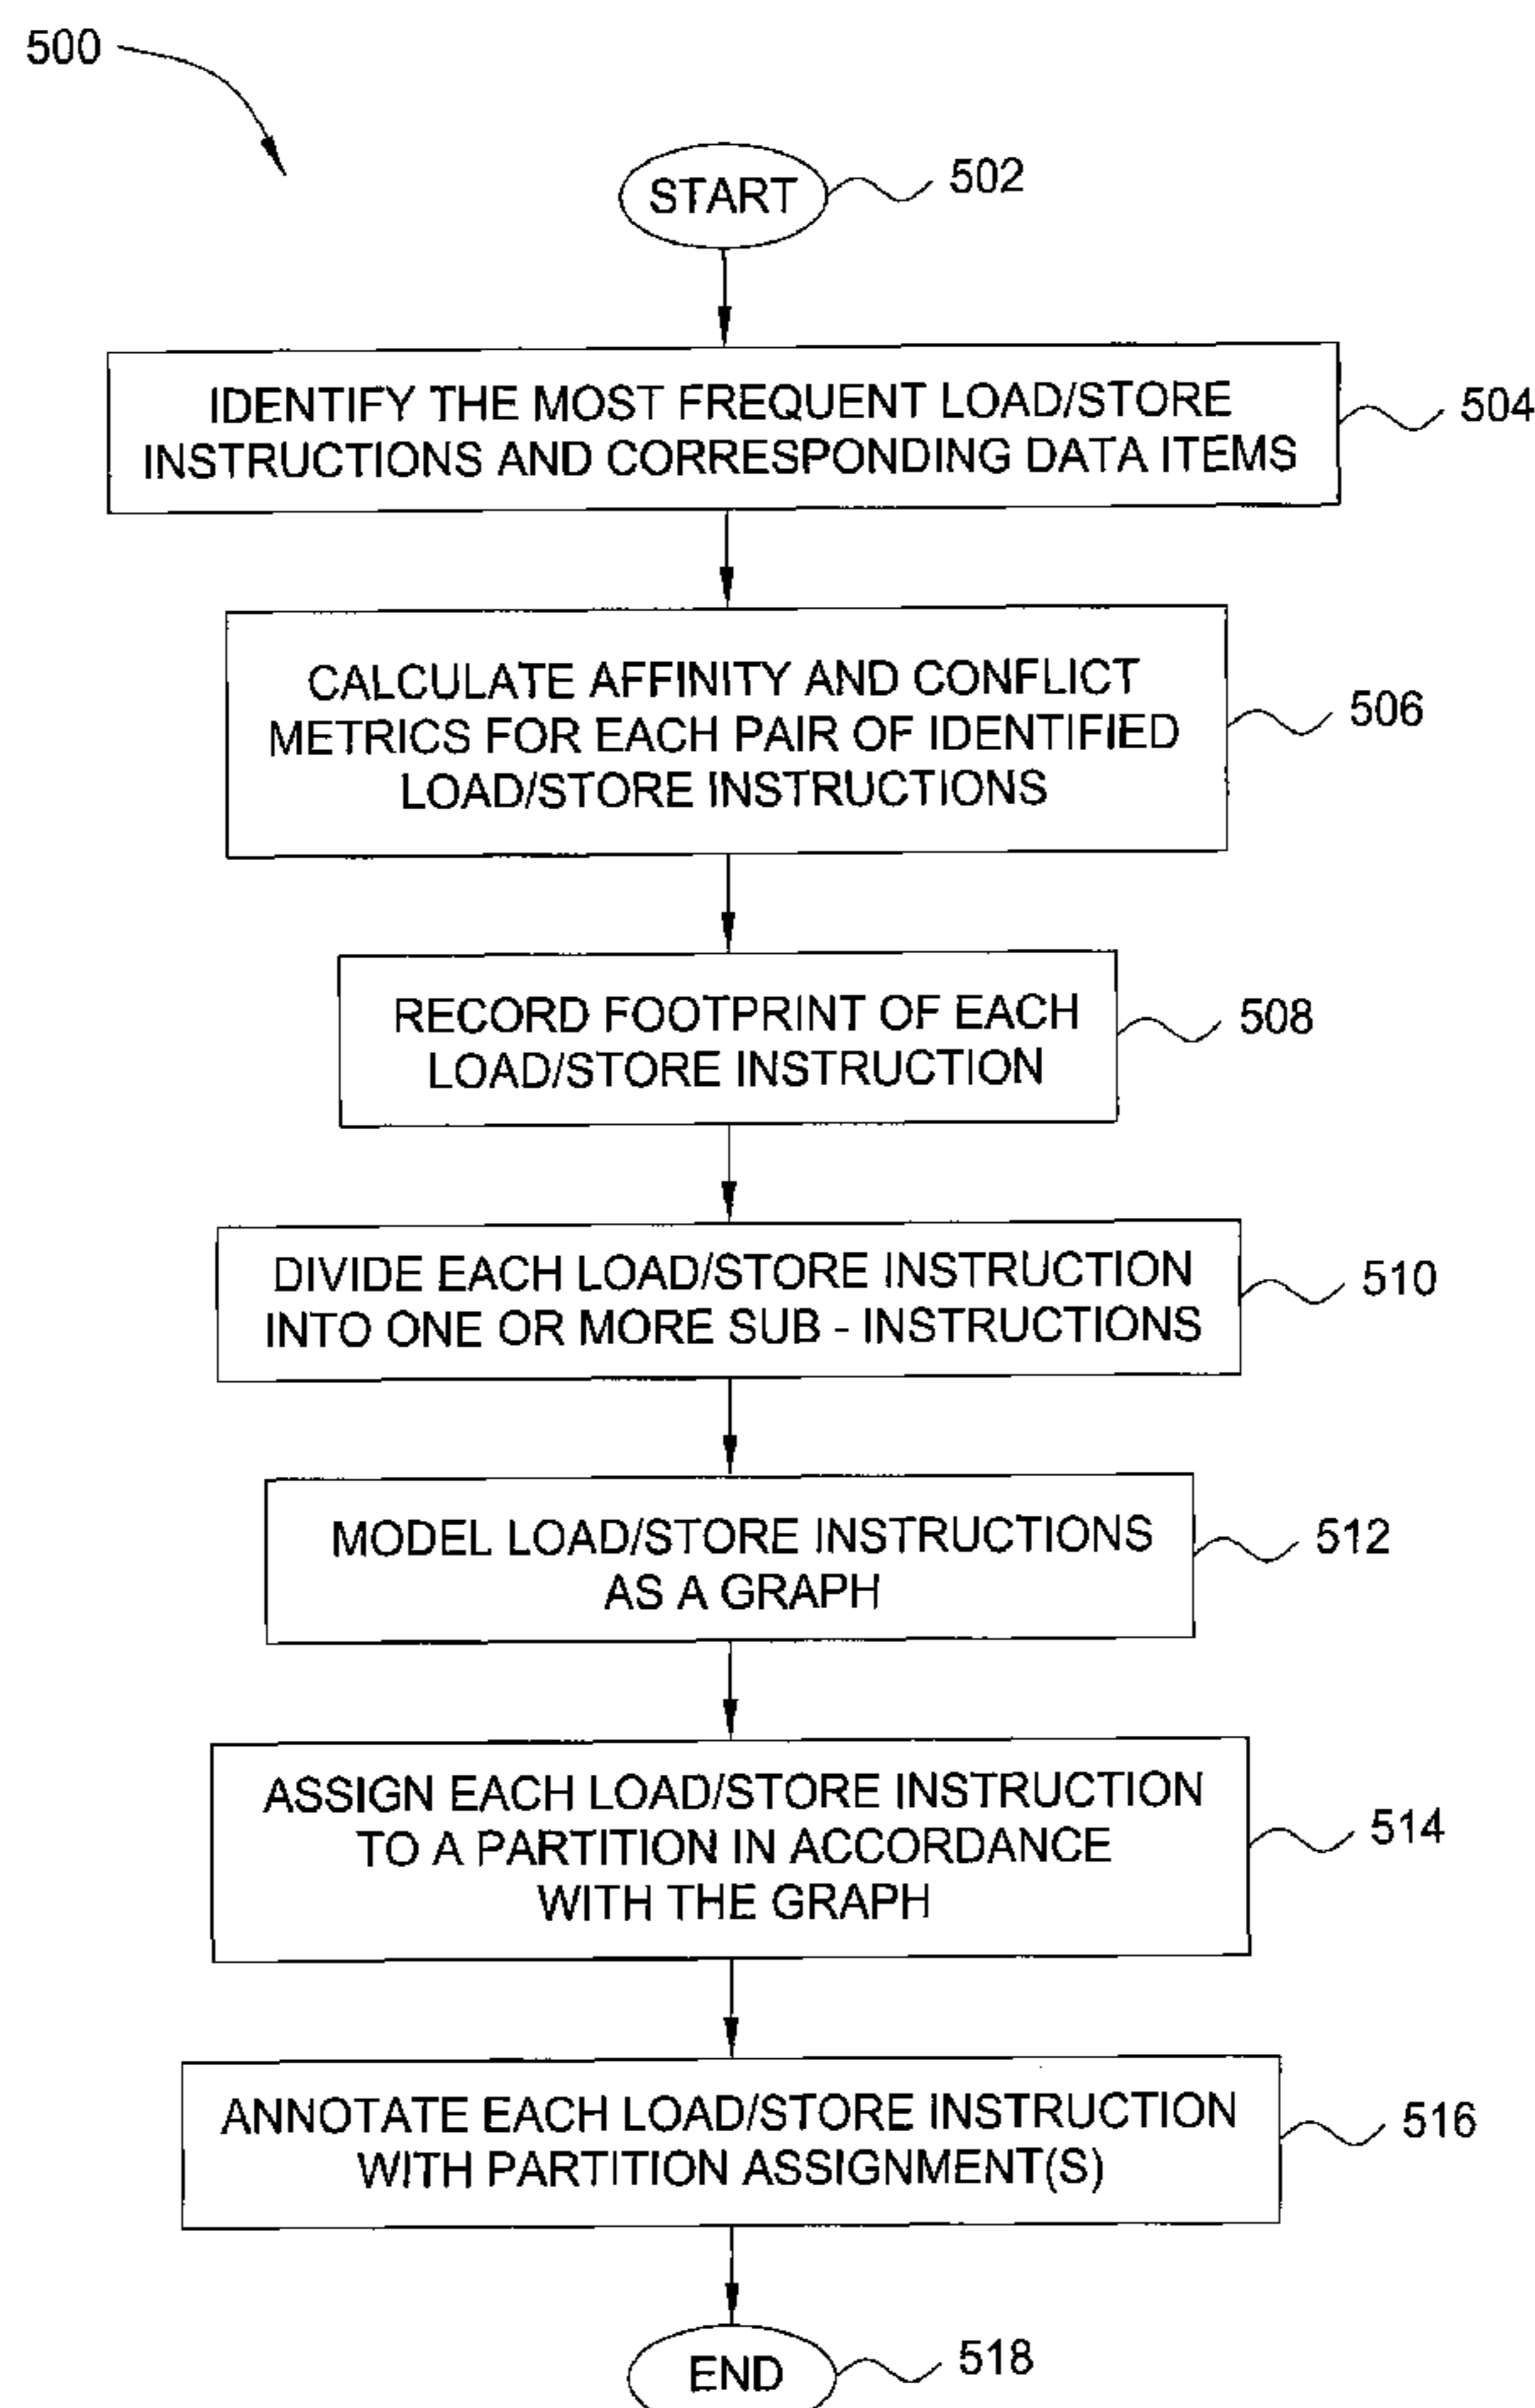 500
START
502
IDENTIFY THE MOST FREQUENT LOAD/STORE
INSTRUCTIONS AND CORRESPONDING DATA ITEMS
504
CALCULATE AFFINITY AND CONFLICT
METRICS FOR EACH PAIR OF IDENTIFIED
LOAD/STORE INSTRUCTIONS
506
RECORD FOOTPRINT OF EACH
LOAD/STORE INSTRUCTION
508
DIVIDE EACH LOAD/STORE INSTRUCTION
INTO ONE OR MORE SUB - INSTRUCTIONS
510
MODEL LOAD/STORE INSTRUCTIONS
AS A GRAPH
512
ASSIGN EACH LOAD/STORE INSTRUCTION
TO A PARTITION IN ACCORDANCE
WITH THE GRAPH
514
ANNOTATE EACH LOAD/STORE INSTRUCTION
WITH PARTITION ASSIGNMENT(S)
516
END
518